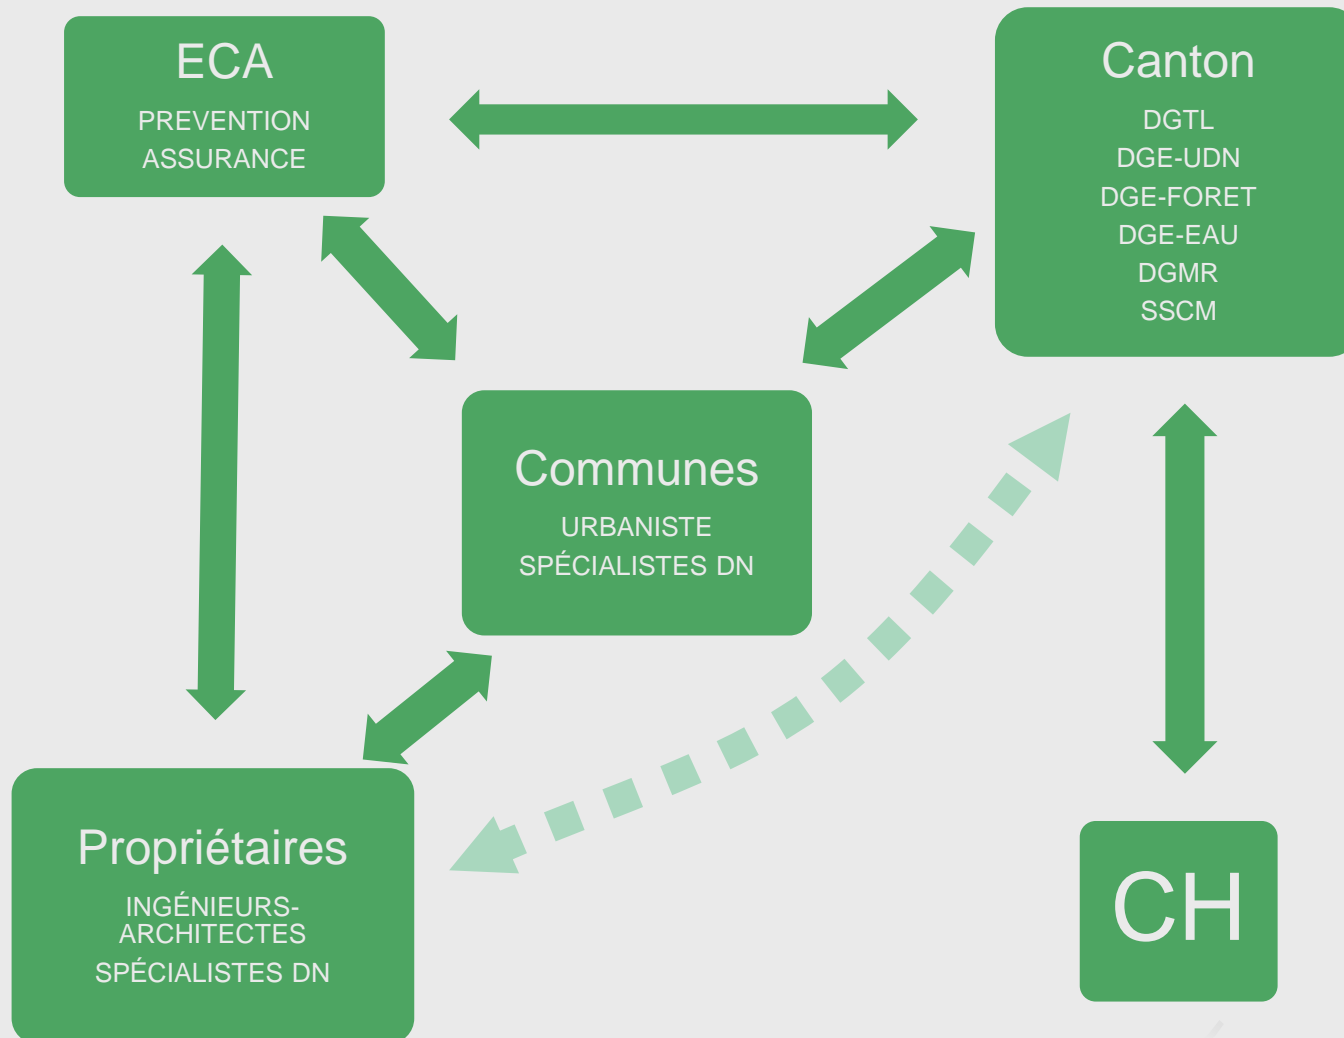 ECA
PREVENTION
ASSURANCE
Canton
DGTL
DGE-UDN
DGE-FORET
DGE-EAU
DGMR
SSCM
Communes
URBANISTE
SPÉCIALISTES DN
Propriétaires
INGÉNIEURS-
ARCHITECTES
SPÉCIALISTES DN
CH